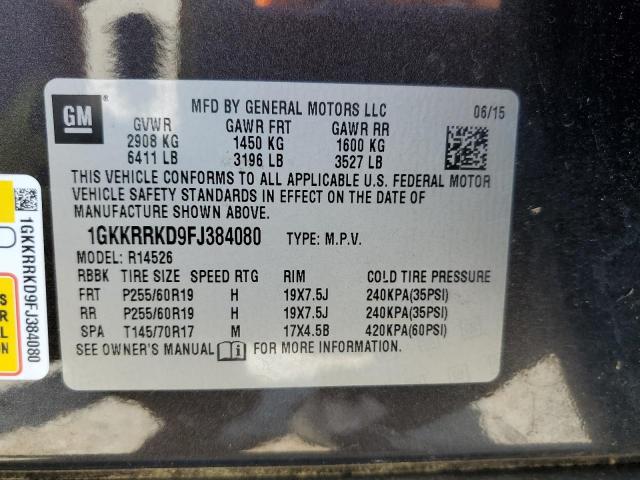 GM
®
MFD BY GENERAL MOTORS LLC 06/15
GVWR GAWR FRT GAWR RR
2908 KG 1450 KG 1600 KG
6411 LB 3196 LB 3527 LB
THIS VEHICLE CONFORMS TO ALL APPLICABLE U.S. FEDERAL MOTOR
VEHICLE SAFETY STANDARDS IN EFFECT ON THE DATE OF
MANUFACTURE SHOWN ABOVE.
1GKKRRKD9FJ384080 TYPE: M.P.V.
MODEL: R14526
RBBK TIRE SIZE SPEED RTG RIM COLD TIRE PRESSURE
FRT P255/60R19 H 19X7.5J 240KPA(35PSI)
RR P255/60R19 H 19X7.5J 240KPA(35PSI)
SPA T145/70R17 M 17X4.5B 420KPA(60PSI)
SEE OWNER'S MANUAL FOR MORE INFORMATION.
1GKKRRKD9FJ384080